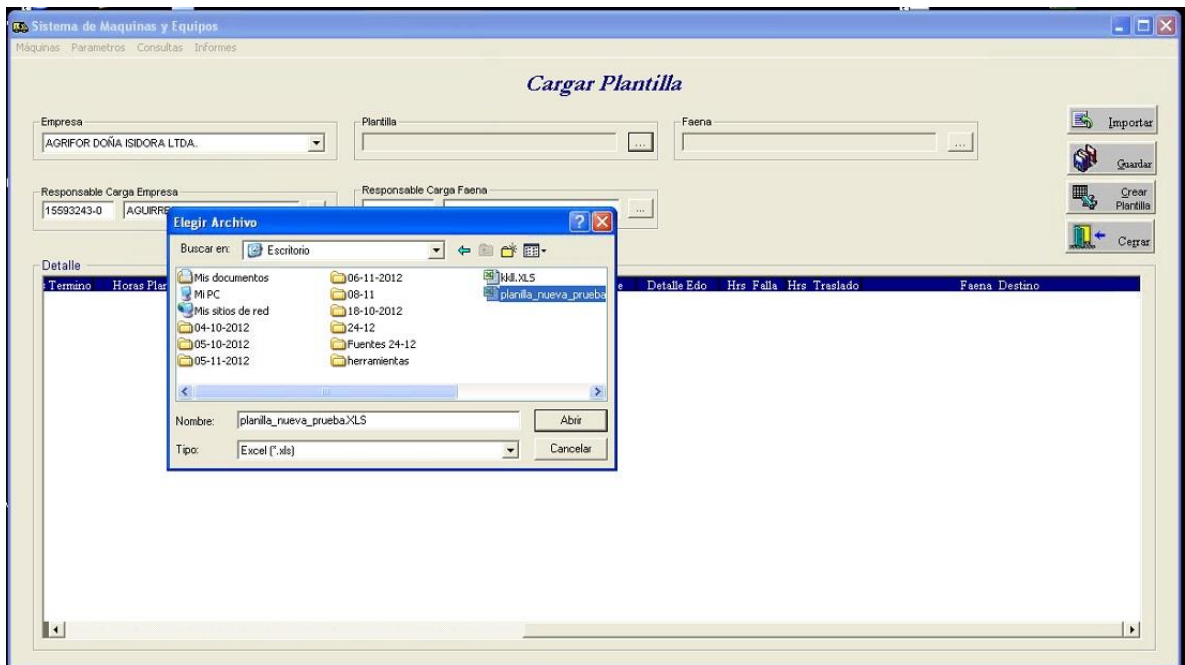 Sistema de Maquinas y Equipos
Máquinas Parametros Consultas Informes
Cargar Plantilla
Empresa
AGRIFOR DOÑA ISIDORA LTDA.
Plantilla
...
Faena
...
Importar
Guardar
Crear Plantilla
Cerrar
Responsable Carga Empresa
15593243-0
Responsable Carga Faena
...
Elegir Archivo
Buscar en:
Escritorio
Mis documentos
Mi PC
Mis sitios de red
04-10-2012
05-10-2012
05-11-2012
06-11-2012
08-11
18-10-2012
24-12
Fuentes 24-12
herramientas
kkll.XLS
planilla_nueva_prueba
Nombre:
planilla_nueva_prueba.XLS
Abrir
Tipo:
Excel (*.xls)
Cancelar
Detalle
Termino Horas Detalle Edo Hrs Falla Hrs Traslado Faena Destino